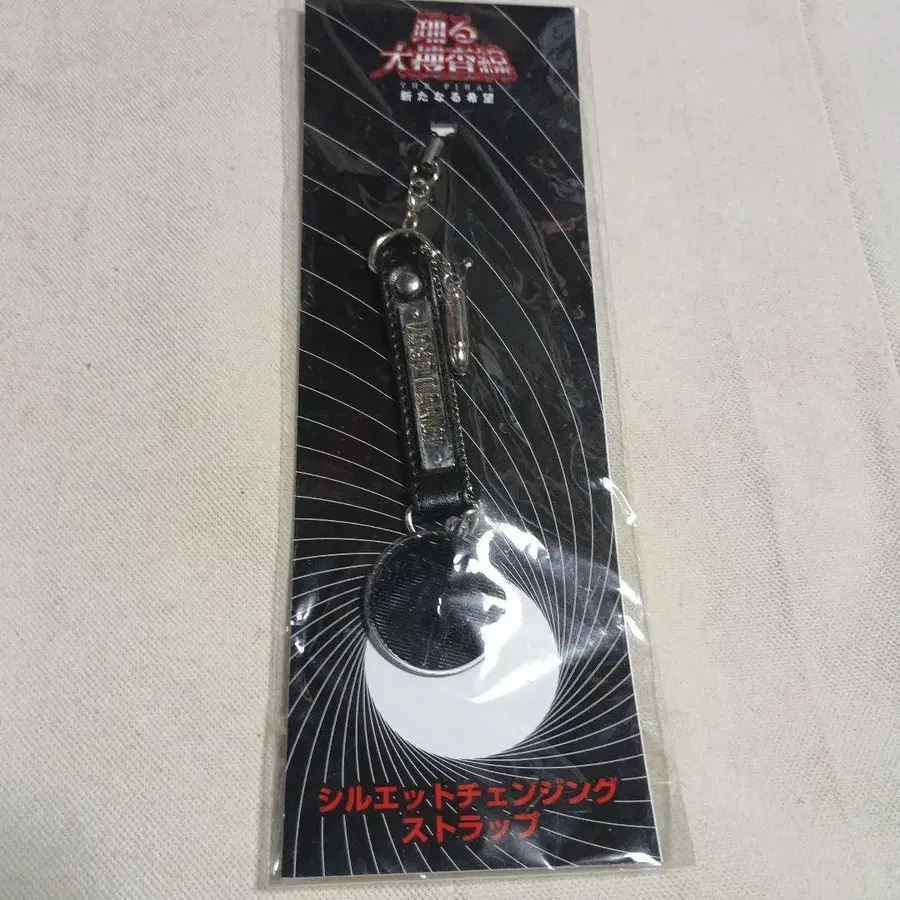 踊る
大捜査線
THE FINAL
新たなる希望
シルエットチェンジング
ストラップ